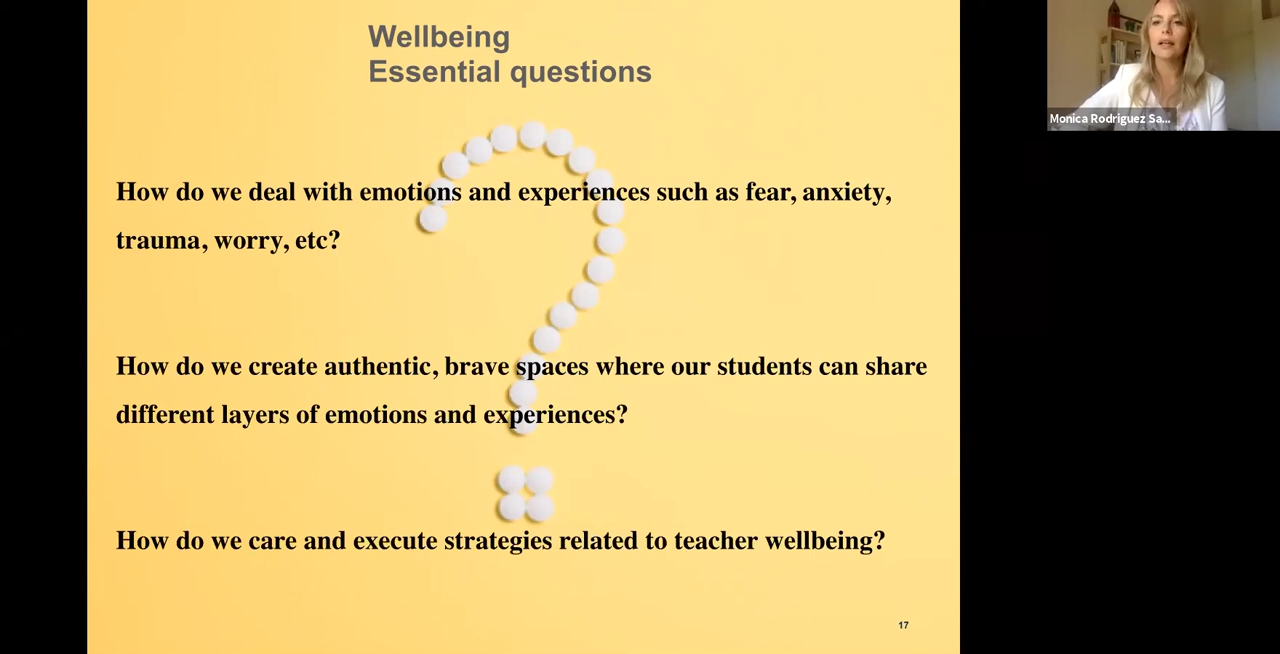 Wellbeing
Essential questions
Monica Rodriguez Sa...
How do we deal with emotions and experiences such as fear, anxiety,
trauma, worry, etc?
How do we create authentic, brave spaces where our students can share
different layers of emotions and experiences?
How do we care and execute strategies related to teacher wellbeing?
17